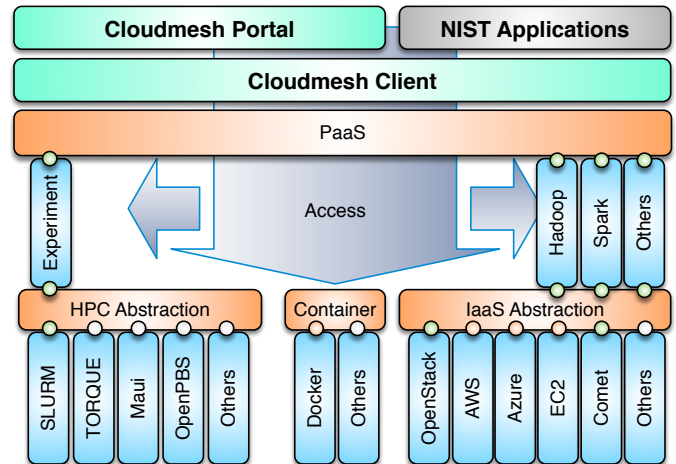 Cloudmesh Portal
NIST Applications
Cloudmesh Client
PaaS
Experiment
Access
Hadoop
Spark
Others
HPC Abstraction
Container
IaaS Abstraction
SLURM
TORQUE
Maui
OpenPBS
Others
Docker
Others
OpenStack
AWS
Azure
EC2
Comet
Others